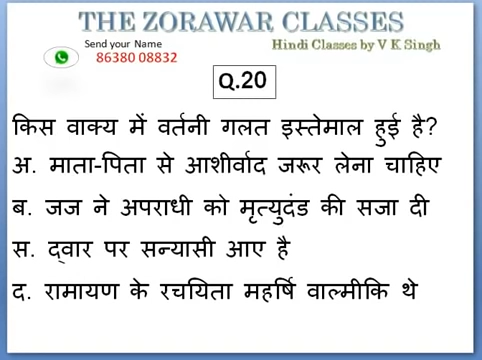 THE ZORAWAR CLASSES
Send your Name
Hindi Classes by V K Singh
86380 08832
Q.20
किस वाक्य में वर्तनी गलत इस्तेमाल हुई है?
अ. माता-पिता से आशीर्वाद जरूर लेना चाहिए
ब. जज ने अपराधी को मृत्युदंड की सजा दी
स. द्वार पर सन्यासी आए है
द. रामायण के रचयिता महर्षि वाल्मीकि थे